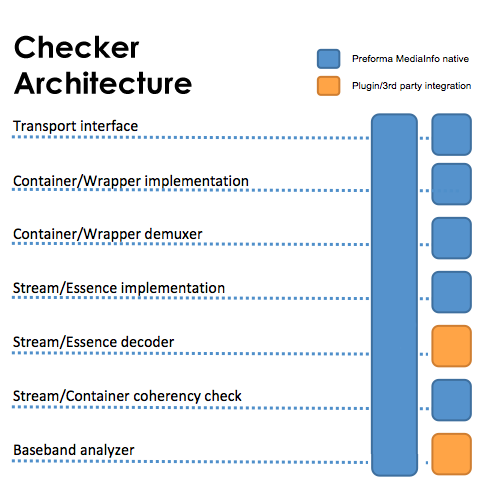 Checker
Architecture
Preforma MediaInfo native
Plugin/3rd party integration
Transport interface
Container/Wrapper implementation
Container/Wrapper demuxer
Stream/Essence implementation
Stream/Essence decoder
Stream/Container coherency check
Baseband analyzer